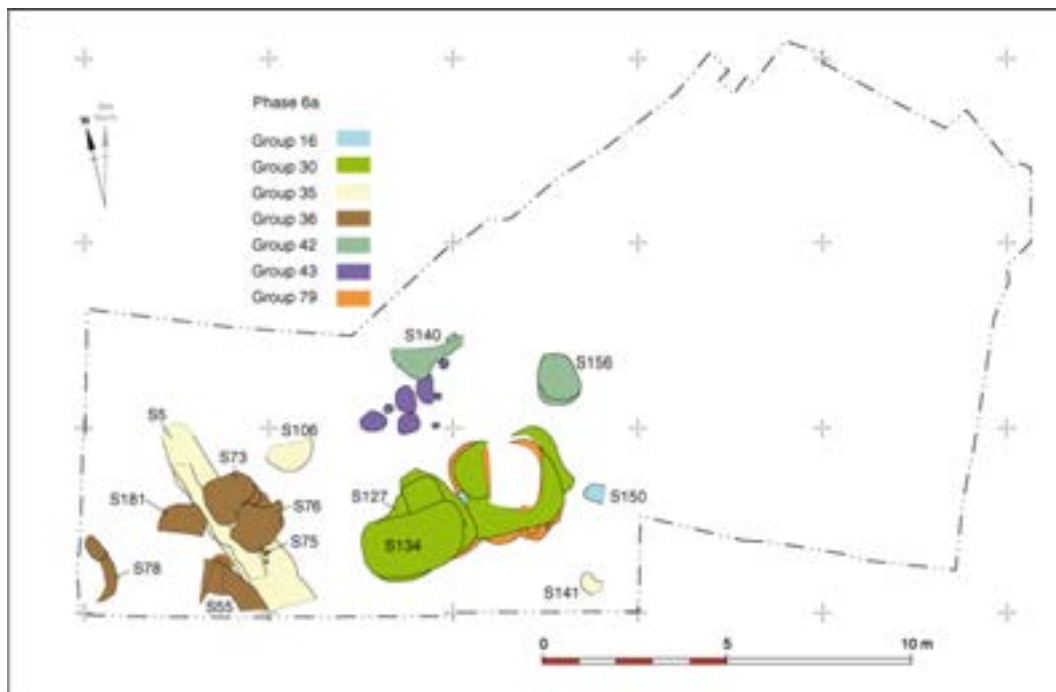 Phase 6a
Group 16
Group 30
Group 35
Group 36
Group 42
Group 43
Group 79
S140
S156
S5
S106
S73
S127
S181
S76
S150
S75
S134
S78
S141
S55
0
5
10 m